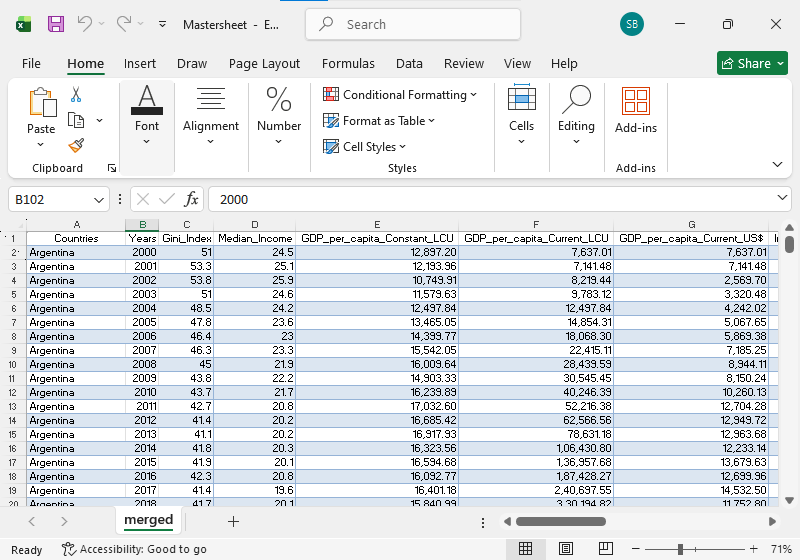 Mastersheet - E... Search SB
File Home Insert Draw Page Layout Formulas Data Review View Help Share
Paste Font Alignment Number Conditional Formatting Format as Table Cell Styles Cells Editing Add-ins
Clipboard Styles Add-ins
B102 fx 2000
A B C D E F G
1 Countries Years Gini_Index Median_Income GDP_per_capita_Constant_LCU GDP_per_capita_Current_LCU GDP_per_capita_Current_US$
2 Argentina 2000 51 24.5 12,897.20 7,637.01 7,637.01
3 Argentina 2001 53.3 25.1 12,193.96 7,141.48 7,141.48
4 Argentina 2002 53.8 25.9 10,749.91 8,219.44 2,569.70
5 Argentina 2003 51 24.6 11,579.63 9,783.12 3,320.48
6 Argentina 2004 48.5 24.2 12,497.84 12,497.84 4,242.02
7 Argentina 2005 47.8 23.6 13,465.05 14,854.31 5,067.65
8 Argentina 2006 46.4 23 14,399.77 18,068.30 5,869.38
9 Argentina 2007 46.3 23.3 15,542.05 22,415.11 7,185.25
10 Argentina 2008 45 21.9 16,009.64 28,439.59 8,944.11
11 Argentina 2009 43.8 22.2 14,903.33 30,545.45 8,150.24
12 Argentina 2010 43.7 21.7 16,239.89 40,246.39 10,260.13
13 Argentina 2011 42.7 20.8 17,032.60 52,216.38 12,704.28
14 Argentina 2012 41.4 20.2 16,685.42 62,566.56 12,949.72
15 Argentina 2013 41.1 20.2 16,917.93 78,631.18 12,963.68
16 Argentina 2014 41.8 20.3 16,323.56 1,06,430.80 12,233.14
17 Argentina 2015 41.9 20.1 16,594.68 1,36,957.68 13,679.63
18 Argentina 2016 42.3 20.8 16,092.77 1,87,428.27 12,699.96
19 Argentina 2017 41.4 19.6 16,401.18 2,40,697.55 14,532.50
20 Argentina 2018 41.7 20.1 15,840.99 3,30,194.82 11,752.80
merged
Ready Accessibility: Good to go 71%